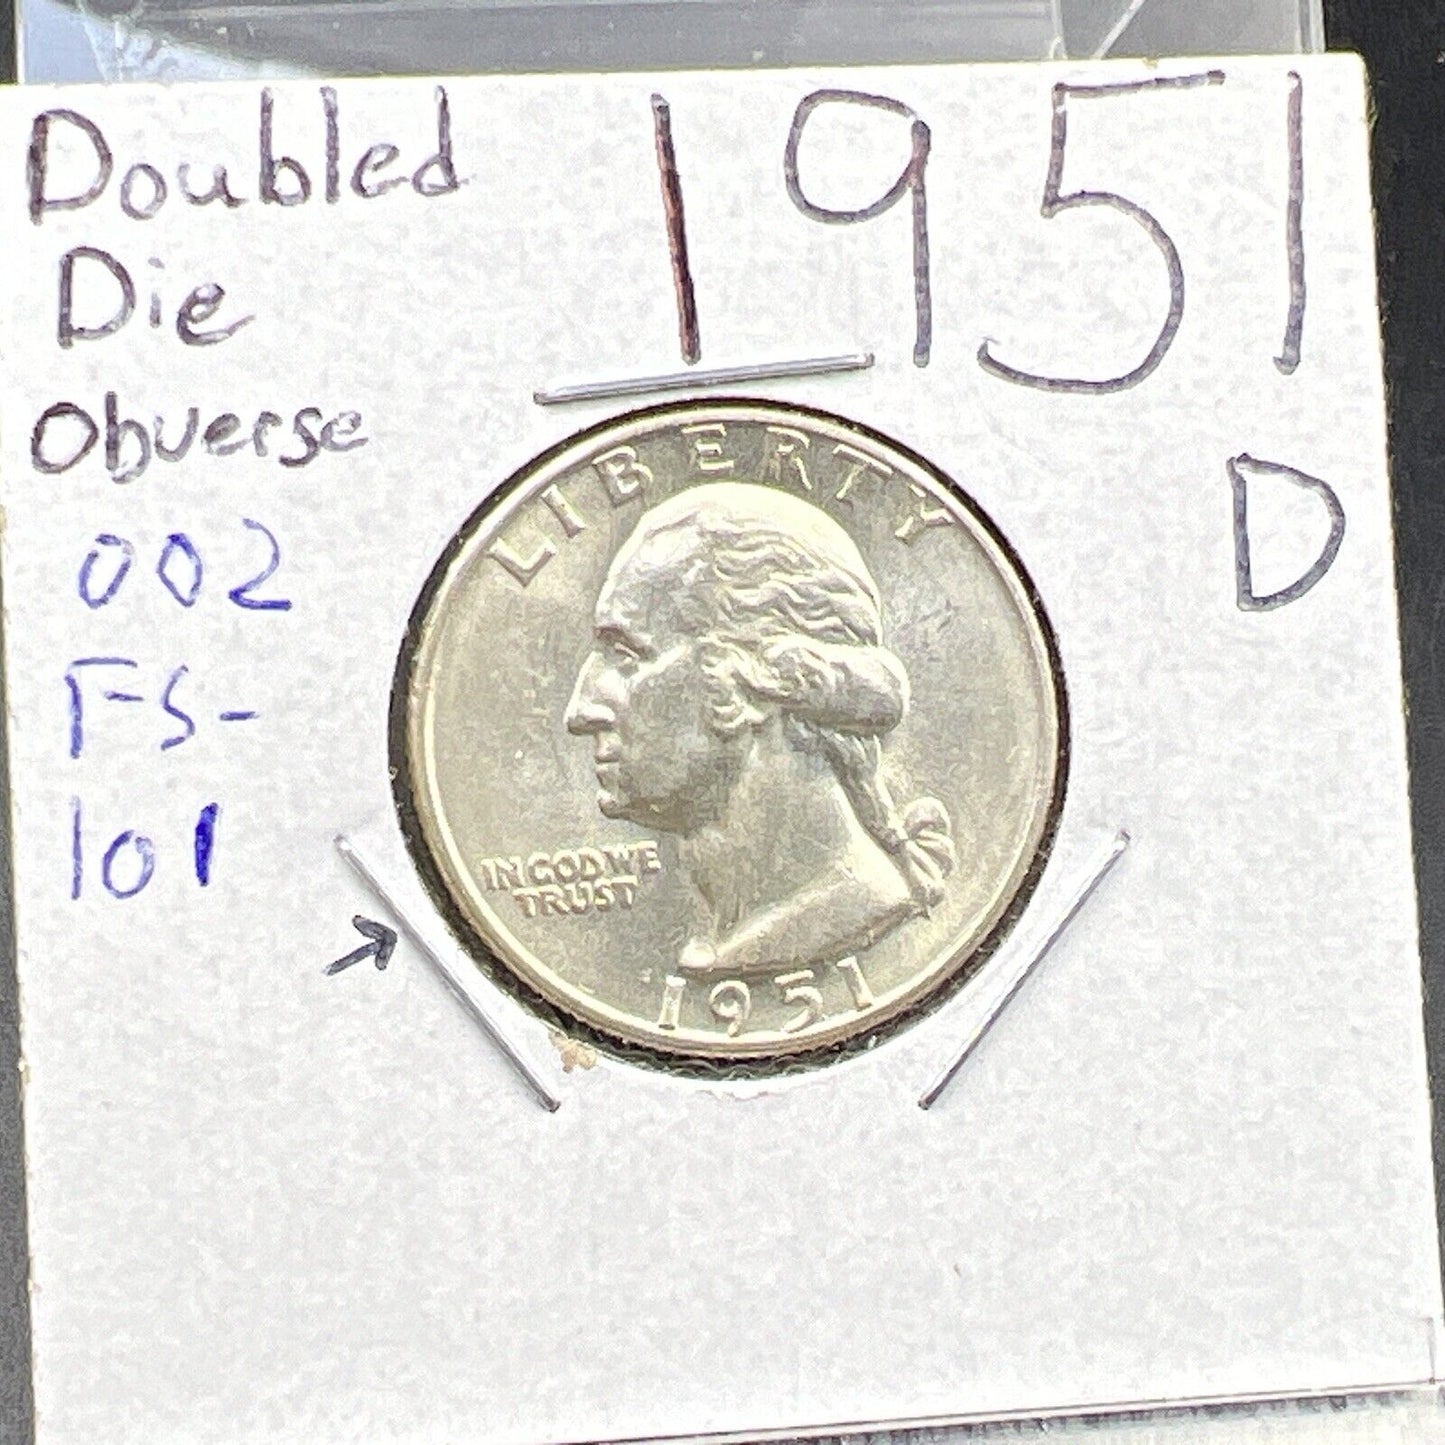 Doubled
Die
Obverse
002
FS-
101
1951
D
LIBERTY
IN GOD WE
TRUST
1951